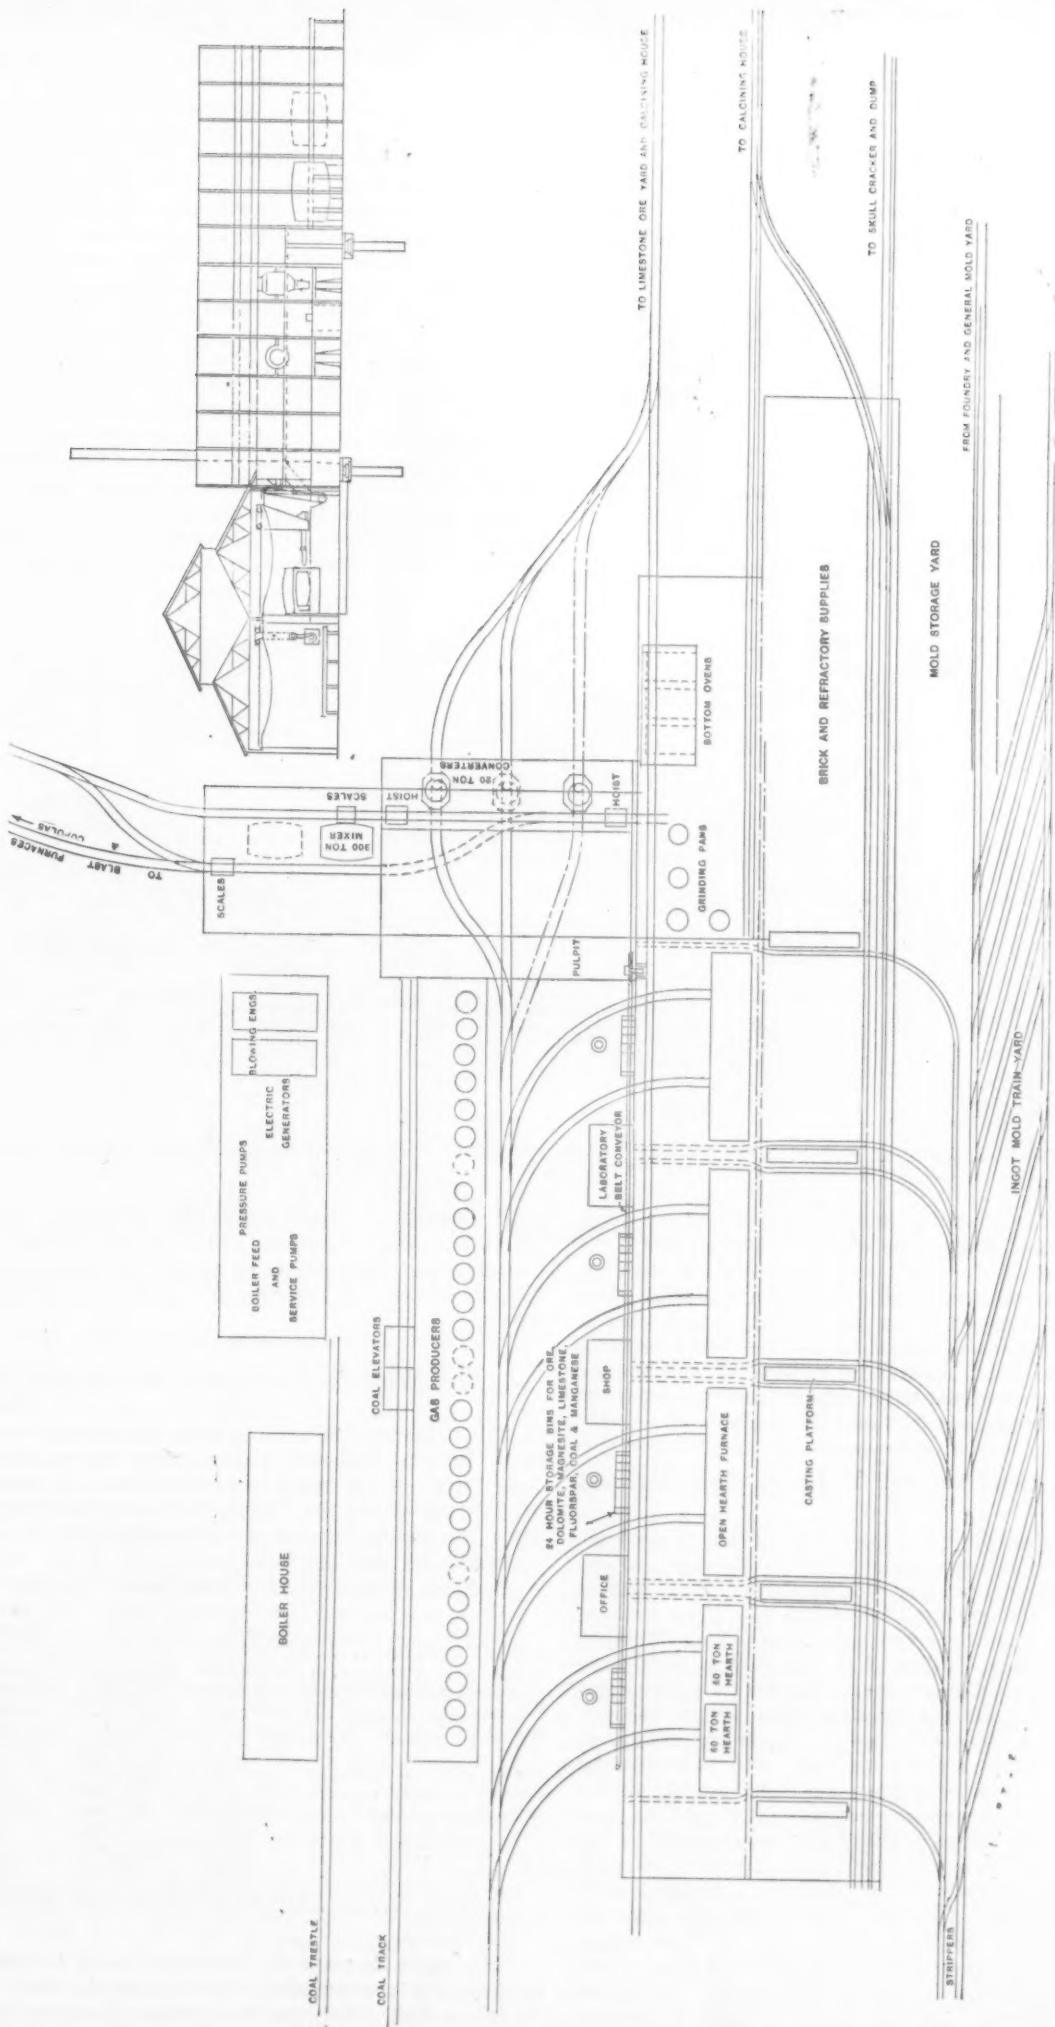 TO LIMESTONE ORE YARD AND CALCINING HOUSE
TO CALCINING HOUSE
TO SKULL CRACKER AND DUMP
FROM FOUNDRY AND GENERAL MOLD YARD
TO
BLAST FURNACES
&
CUPOLAS
SCALES
300 TON
MIXER
SCALES
HOIST
20 TON
CONVERTERS
HOIST
PULPIT
GRINDING PANS
BOTTOM OVENS
BRICK AND REFRACTORY SUPPLIES
MOLD STORAGE YARD
INGOT MOLD TRAIN YARD
BLOWING ENGS.
ELECTRIC
GENERATORS
PRESSURE PUMPS
BOILER FEED
AND
SERVICE PUMPS
BOILER HOUSE
COAL TRESTLE
COAL TRACK
COAL ELEVATORS
GAS PRODUCERS
LABORATORY
BELT CONVEYOR
SHOP
24 HOUR STORAGE BINS FOR ORE,
DOLOMITE, MAGNESITE, LIMESTONE,
FLUORSPAR, COAL & MANGANESE
OFFICE
OPEN HEARTH FURNACE
60 TON
HEARTH
60 TON
HEARTH
CASTING PLATFORM
STRIPPERS